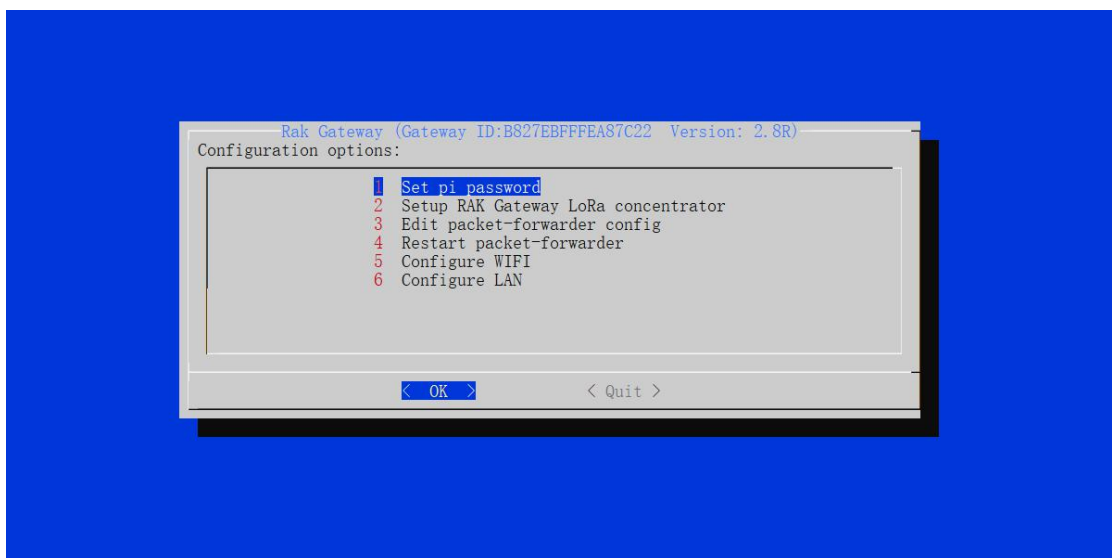 Rak Gateway (Gateway ID:B827EBFFFEA87C22 Version: 2.8R)
Configuration options:
1 Set pi password
2 Setup RAK Gateway LoRa concentrator
3 Edit packet-forwarder config
4 Restart packet-forwarder
5 Configure WIFI
6 Configure LAN
< OK > < Quit >